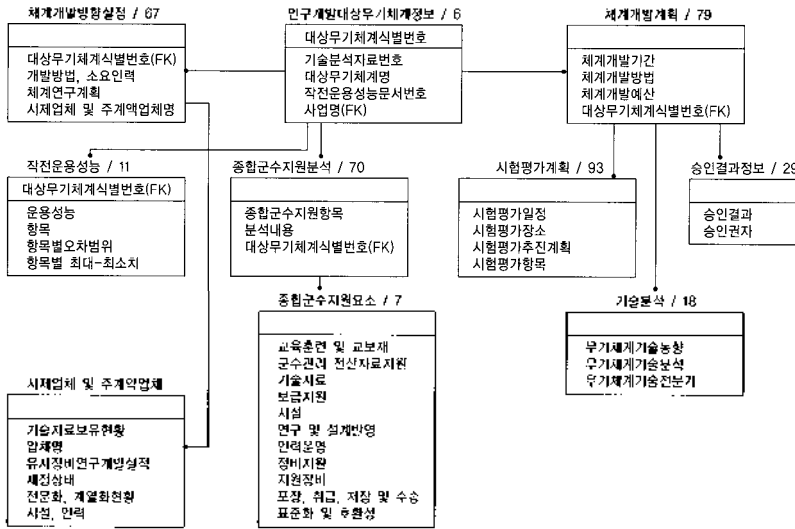 체계개발방향설정 / 67
대상무기체계식별번호(FK)
개발방법, 소요인력
체계연구계획
시제업체 및 주계액업체명
연구개발대상무기체계정보 / 6
대상무기체계식별번호
기술분석자료번호
대상무기체계명
작전운용성능문서번호
사업명(FK)
체계개발계획 / 79
체계개발기간
체계개발방법
체계개발예산
대상무기체계식별번호(FK)
작전운용성능 / 11
대상무기체계식별번호(FK)
운용성능
항목
항목별오차범위
항목별 최대-최소치
종합군수지원분석 / 70
종합군수지원항목
분석내용
대상무기체계식별번호(FK)
시험평가계획 / 93
시험평가일정
시험평가장소
시험평가추진계획
시험평가항목
승인결과정보 / 29
승인결과
승인권자
종합군수지원요소 / 7
교육훈련 및 교보재
군수관리 전산자료지원
기술자료
보급지원
시설
연구 및 설계반영
인력운영
정비지원
지원장비
포장, 취급, 저장 및 수송
표준화 및 호환성
기술분석 / 18
무기체계기술동향
무기체계기술분석
무기체계기술전분기
시제업체 및 주계약업체
기술자료보유현황
업체명
유사장비연구개발실적
재정상태
전문화, 계열화현황
시설, 인력